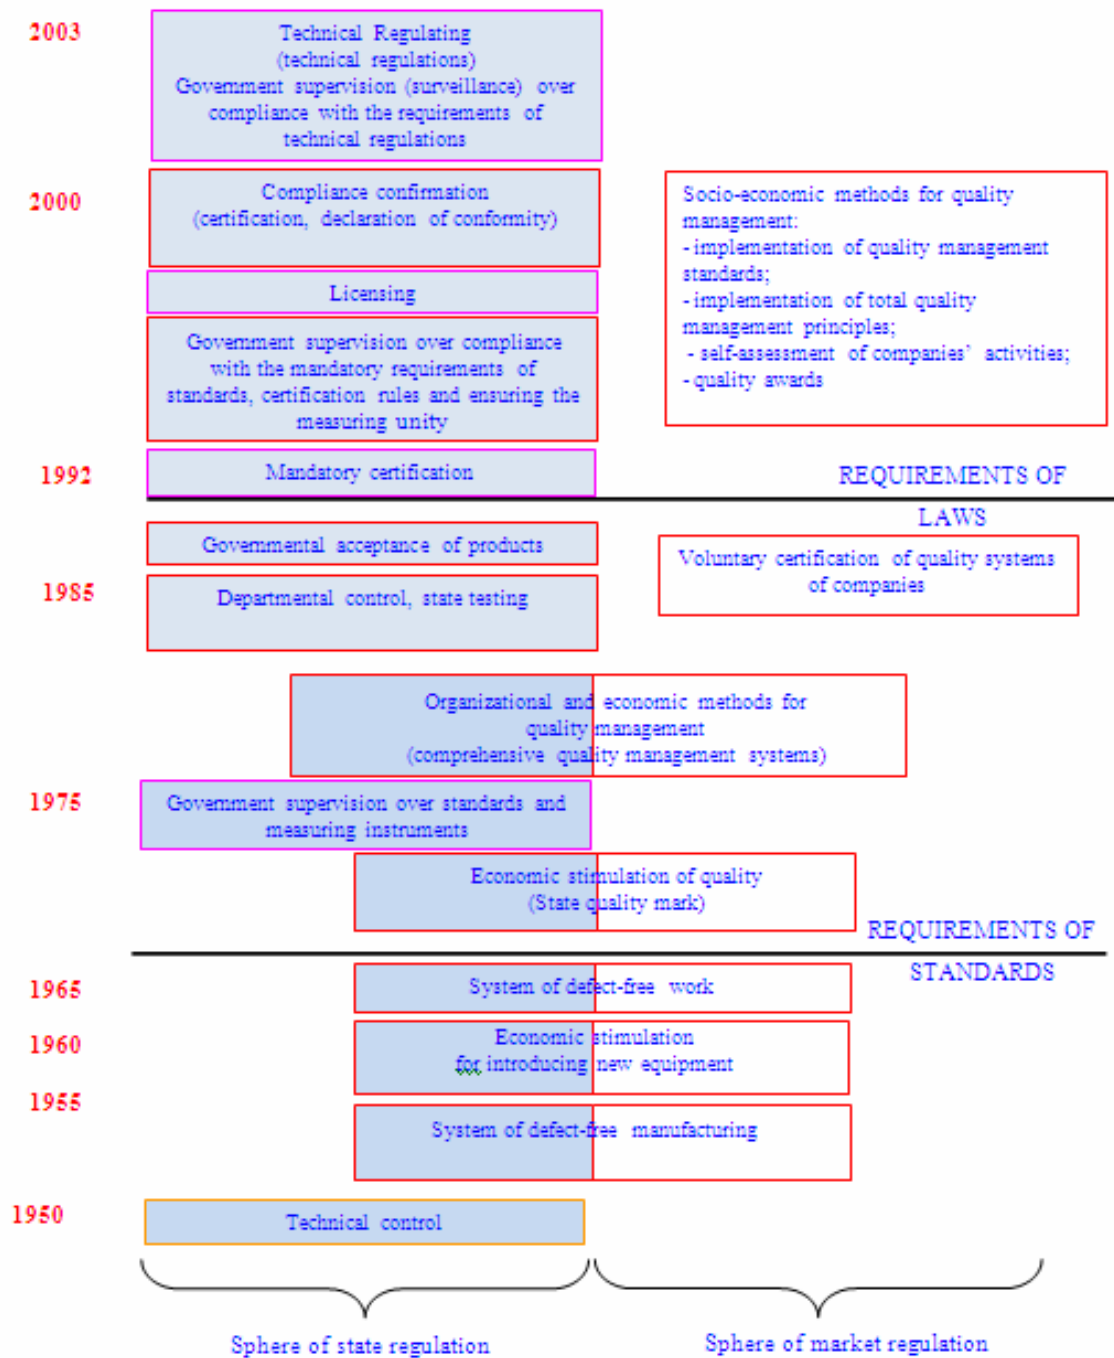 2003
Technical Regulating
(technical regulations)
Government supervision (surveillance) over
compliance with the requirements of
technical regulations
2000
Compliance confirmation
(certification, declaration of conformity)
Socio-economic methods for quality
management:
- implementation of quality management
standards;
- implementation of total quality
management principles;
- self-assessment of companies' activities;
- quality awards
Licensing
Government supervision over compliance
with the mandatory requirements of
standards, certification rules and ensuring the
measuring unity
1992
Mandatory certification
REQUIREMENTS OF
LAWS
Governmental acceptance of products
Voluntary certification of quality systems
of companies
1985
Departmental control, state testing
Organizational and economic methods for
quality management
(comprehensive quality management systems)
1975
Government supervision over standards and
measuring instruments
Economic stimulation of quality
(State quality mark)
REQUIREMENTS OF
STANDARDS
1965
System of defect-free work
1960
Economic stimulation
for introducing new equipment
1955
System of defect-free manufacturing
1950
Technical control
Sphere of state regulation
Sphere of market regulation